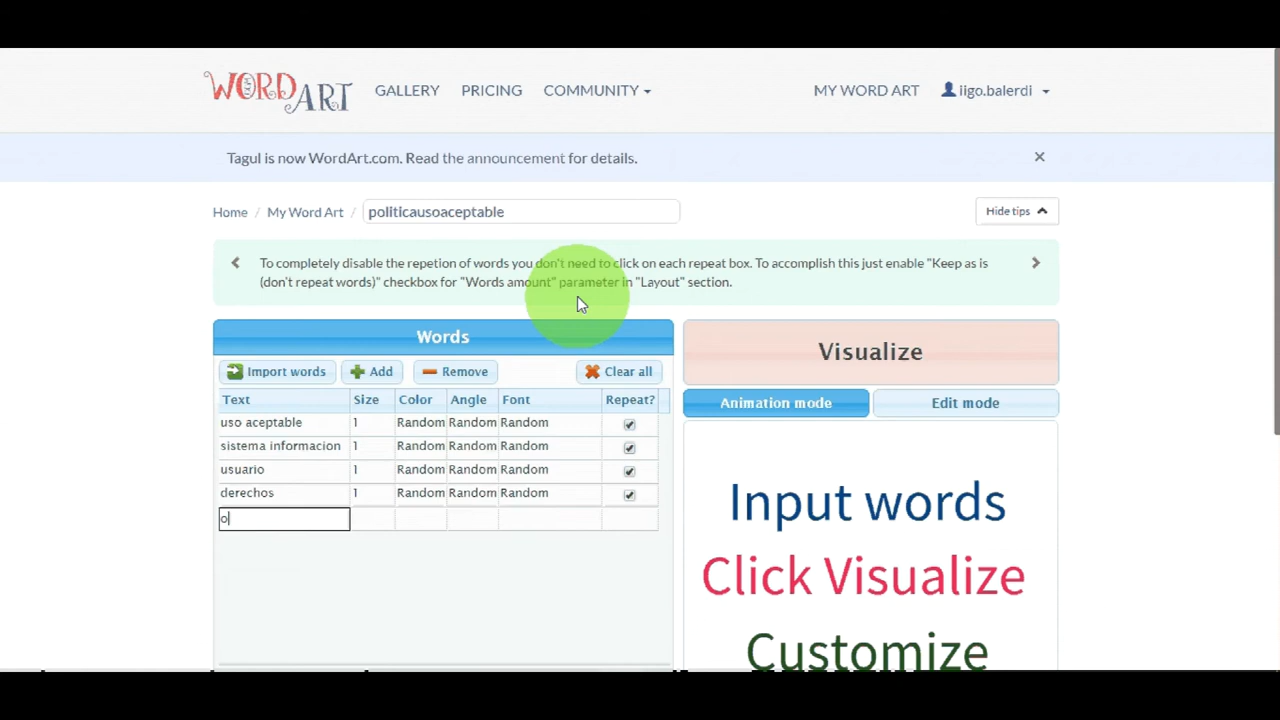 WORD ART
GALLERY PRICING COMMUNITY MY WORD ART iigo.balerdi
Tagul is now WordArt.com. Read the announcement for details.
Home / My Word Art / politicausoaceptable Hide tips
To completely disable the repetion of words you don't need to click on each repeat box. To accomplish this just enable "Keep as is
(don't repeat words)" checkbox for "Words amount" parameter in "Layout" section.
Words
Visualize
Import words Add Remove Clear all
Text Size Color Angle Font Repeat?
Animation mode Edit mode
uso aceptable 1 Random Random Random
sistema informacion 1 Random Random Random
usuario 1 Random Random Random
derechos 1 Random Random Random
o
Input words
Click Visualize
Customize